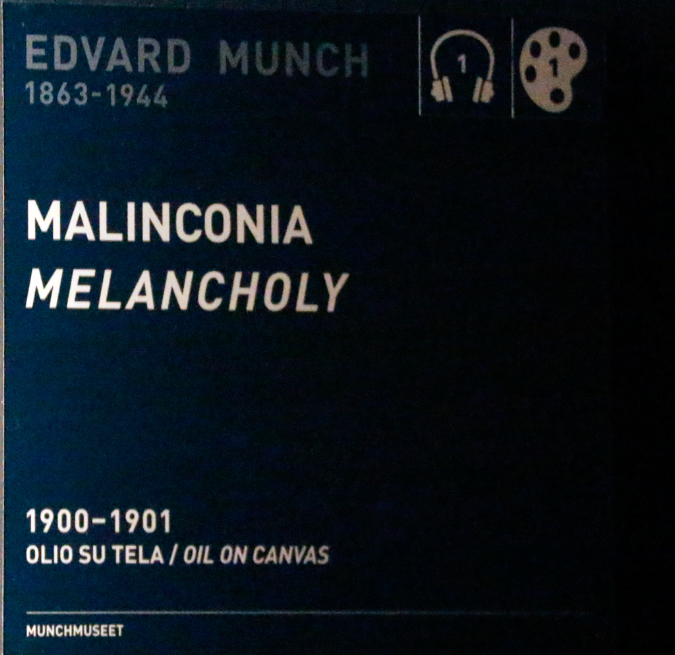 EDVARD MUNCH
1863-1944
1
1
MALINCONIA
MELANCHOLY
1900-1901
OLIO SU TELA / OIL ON CANVAS
MUNCHMUSEET